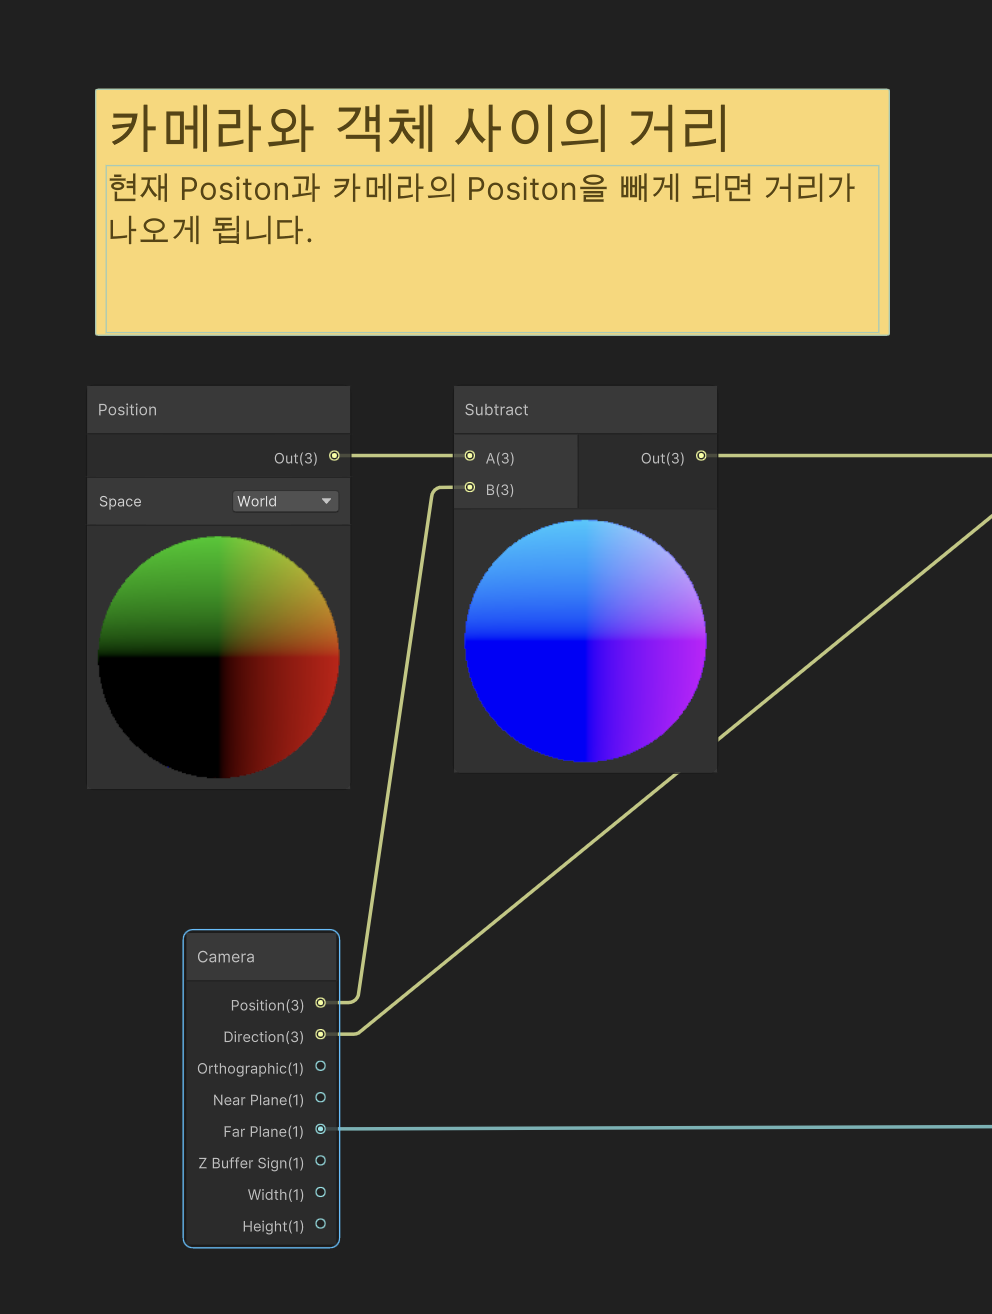 카메라와 객체 사이의 거리
현재 Positon과 카메라의 Positon을 빼게 되면 거리가
나오게 됩니다.
Position
Out(3)
Space
World
Subtract
A(3)
Out(3)
B(3)
Camera
Position(3)
Direction(3)
Orthographic(1)
Near Plane(1)
Far Plane(1)
Z Buffer Sign(1)
Width(1)
Height(1)